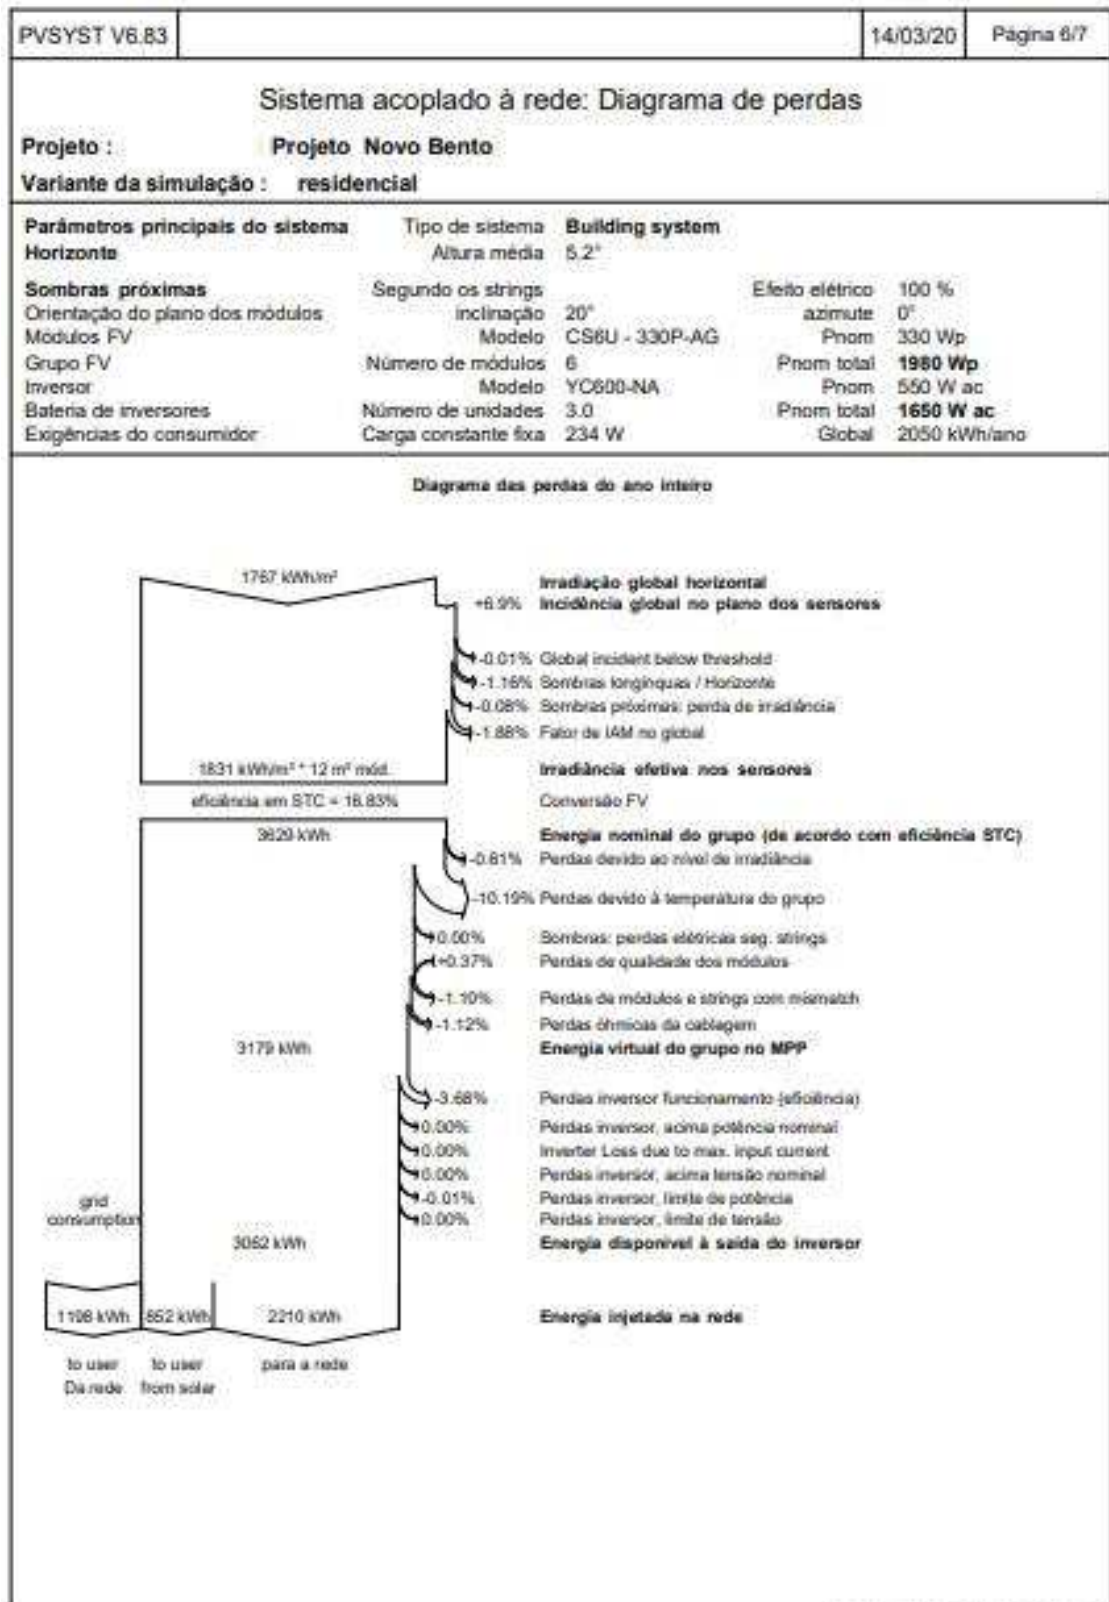 PVSYST V6.83 14/03/20 Página 6/7
Sistema acoplado à rede: Diagrama de perdas
Projeto : Projeto Novo Bento
Variante da simulação : residencial
Parâmetros principais do sistema Tipo de sistema Building system
Horizonte Altura média 5.2°
Sombras próximas Segundo os strings Efeito elétrico 100 %
Orientação do plano dos módulos inclinação 20° azimute 0°
Módulos FV Modelo CS6U - 330P-AG Pnom 330 Wp
Grupo FV Número de módulos 6 Pnom total 1980 Wp
Inversor Modelo YC600-NA Pnom 550 W ac
Bateria de inversores Número de unidades 3.0 Pnom total 1650 W ac
Exigências do consumidor Carga constante fixa 234 W Global 2050 kWh/ano
Diagrama das perdas do ano inteiro
1767 kWh/m² Irradiação global horizontal
+6.9% Incidência global no plano dos sensores
-0.01% Global incident below threshold
-1.16% Sombras longínquas / Horizonte
-0.08% Sombras próximas: perda de irradiância
-1.88% Fator de IAM no global
1831 kWh/m² * 12 m² mód. Irradiância efetiva nos sensores
eficiência em STC = 16.83% Conversão FV
3629 kWh Energia nominal do grupo (de acordo com eficiência STC)
-0.81% Perdas devido ao nível de irradiância
-10.19% Perdas devido à temperatura do grupo
0.00% Sombras: perdas elétricas seg. strings
+0.37% Perdas de qualidade dos módulos
-1.10% Perdas de módulos e strings com mismatch
-1.12% Perdas óhmicas da cablagem
3179 kWh Energia virtual do grupo no MPP
-3.68% Perdas inversor funcionamento (eficiência)
0.00% Perdas inversor, acima potência nominal
0.00% Inverter Loss due to max. input current
0.00% Perdas inversor, acima tensão nominal
-0.01% Perdas inversor, limite de potência
0.00% Perdas inversor, limite de tensão
grid
consumption
3062 kWh Energia disponível à saída do inversor
1198 kWh 852 kWh 2210 kWh Energia injetada na rede
to user to user para a rede
Da rede from solar